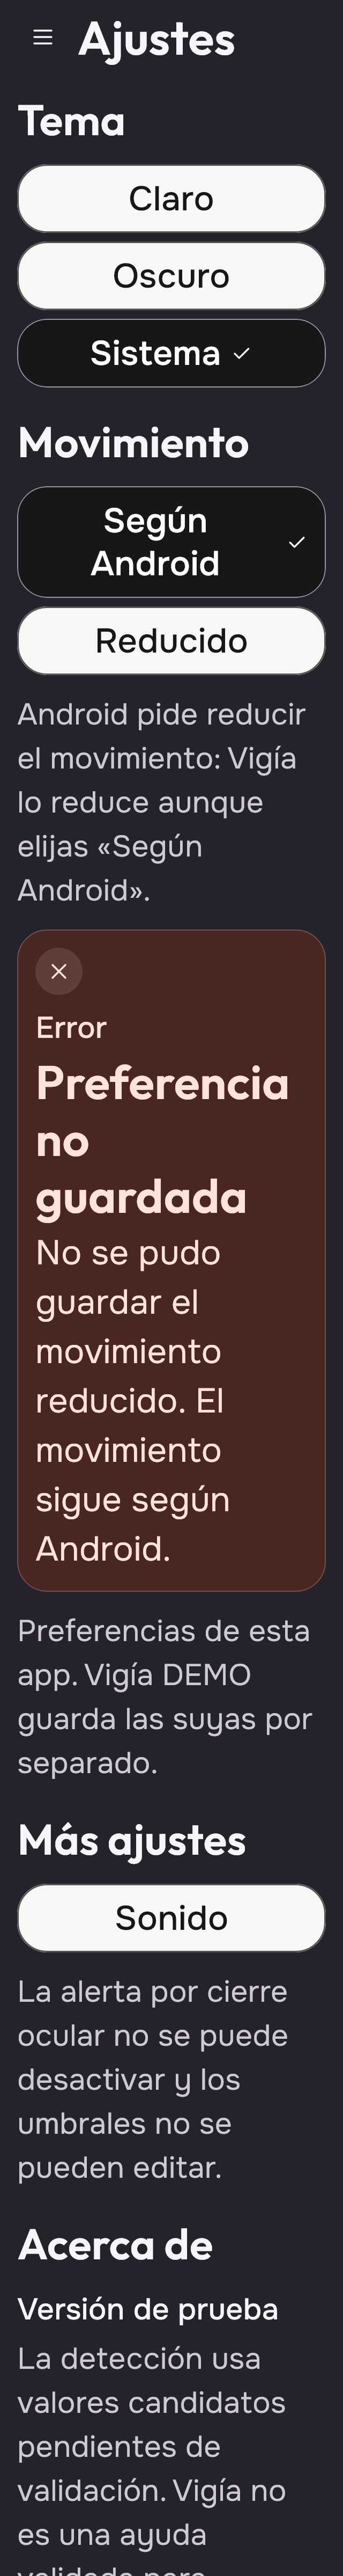 Ajustes
Tema
Claro
Oscuro
Sistema
Movimiento
Según
Android
Reducido
Android pide reducir
el movimiento: Vigía
lo reduce aunque
elijas «Según
Android».
Error
Preferencia
no
guardada
No se pudo
guardar el
movimiento
reducido. El
movimiento
sigue según
Android.
Preferencias de esta
app. Vigía DEMO
guarda las suyas por
separado.
Más ajustes
Sonido
La alerta por cierre
ocular no se puede
desactivar y los
umbrales no se
pueden editar.
Acerca de
Versión de prueba
La detección usa
valores candidatos
pendientes de
validación. Vigía no
es una ayuda